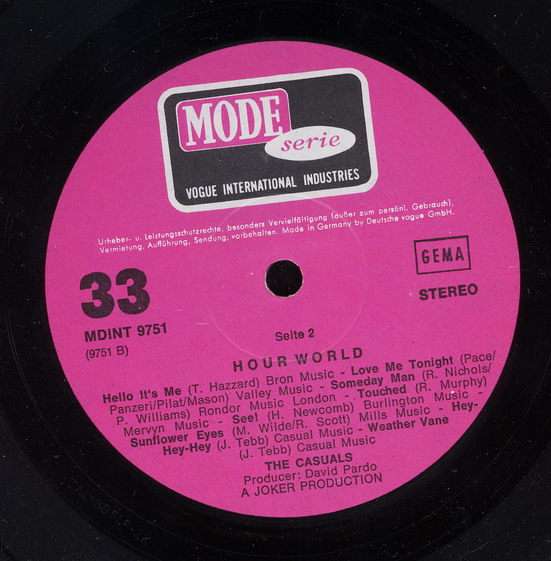 MODE
serie
VOGUE INTERNATIONAL INDUSTRIES
Urheber- u. Leistungsschutzrechte, besonders Vervielfältigung (außer zum persönl. Gebrauch),
Vermietung, Aufführung, Sendung, vorbehalten. Made in Germany by Deutsche vogue GmbH.
33
GEMA
STEREO
MDINT 9751
(9751 B)
Seite 2
HOUR WORLD
Hello It's Me (T. Hazzard) Bron Music - Love Me Tonight (Pace/
Panzeri/Pilat/Mason) Valley Music - Someday Man (R. Nichols/
P. Williams) Rondor Music London - Touched (R. Murphy)
Mervyn Music - See! (H. Newcomb) Burlington Music -
Sunflower Eyes (M. Wilde/R. Scott) Mills Music - Hey-
Hey-Hey (J. Tebb) Casual Music - Weather Vane
(J. Tebb) Casual Music
THE CASUALS
Producer: David Pardo
A JOKER PRODUCTION